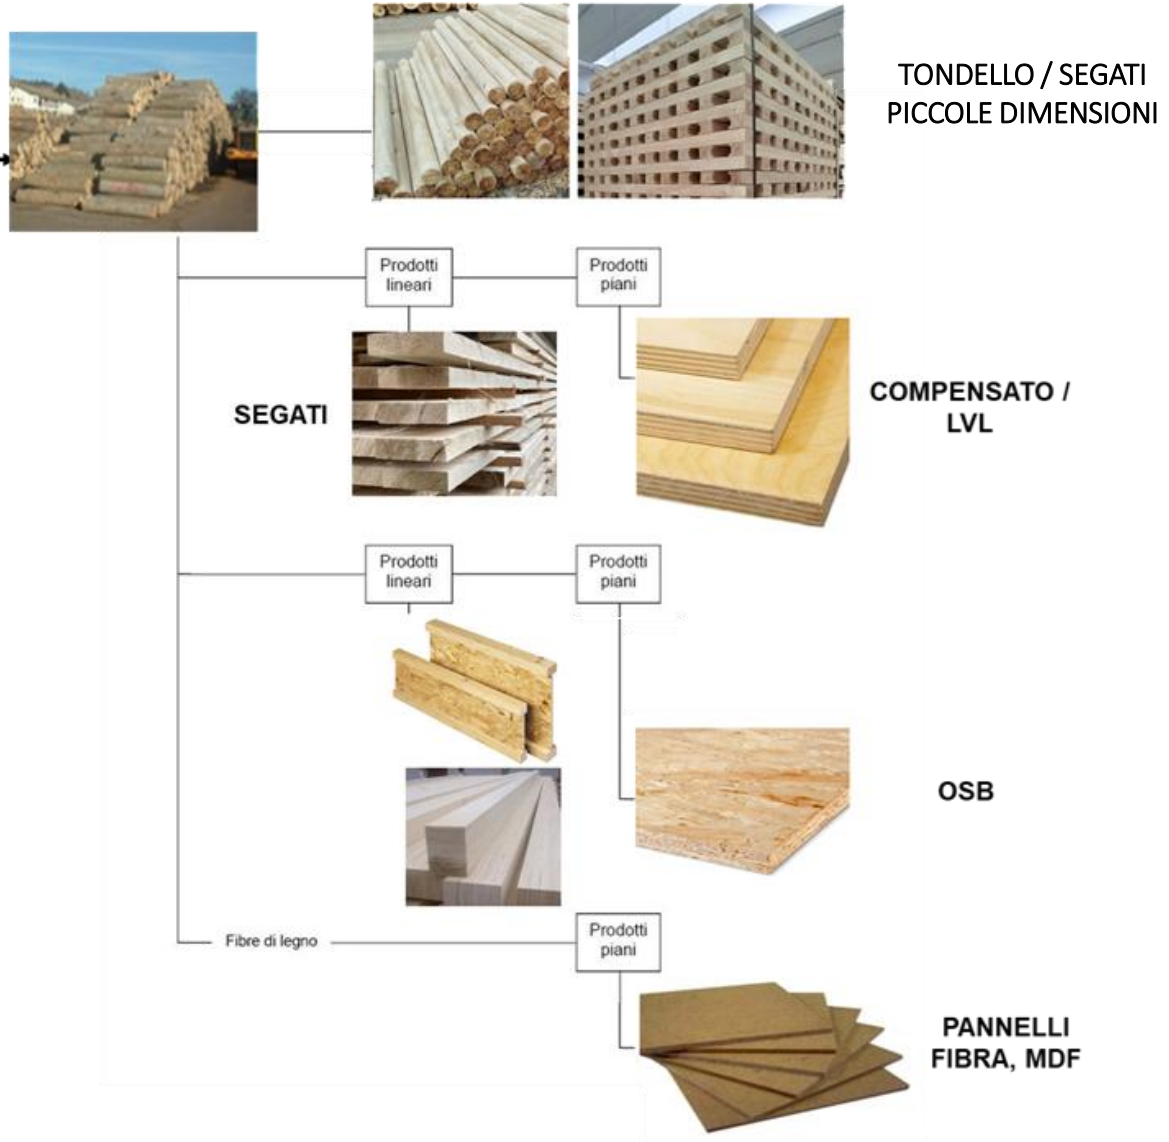 TONDELLO / SEGATI
PICCOLE DIMENSIONI
Prodotti
lineari
Prodotti
piani
SEGATI
COMPENSATO /
LVL
Prodotti
lineari
Prodotti
piani
OSB
Fibre di legno
Prodotti
piani
PANNELLI
FIBRA, MDF